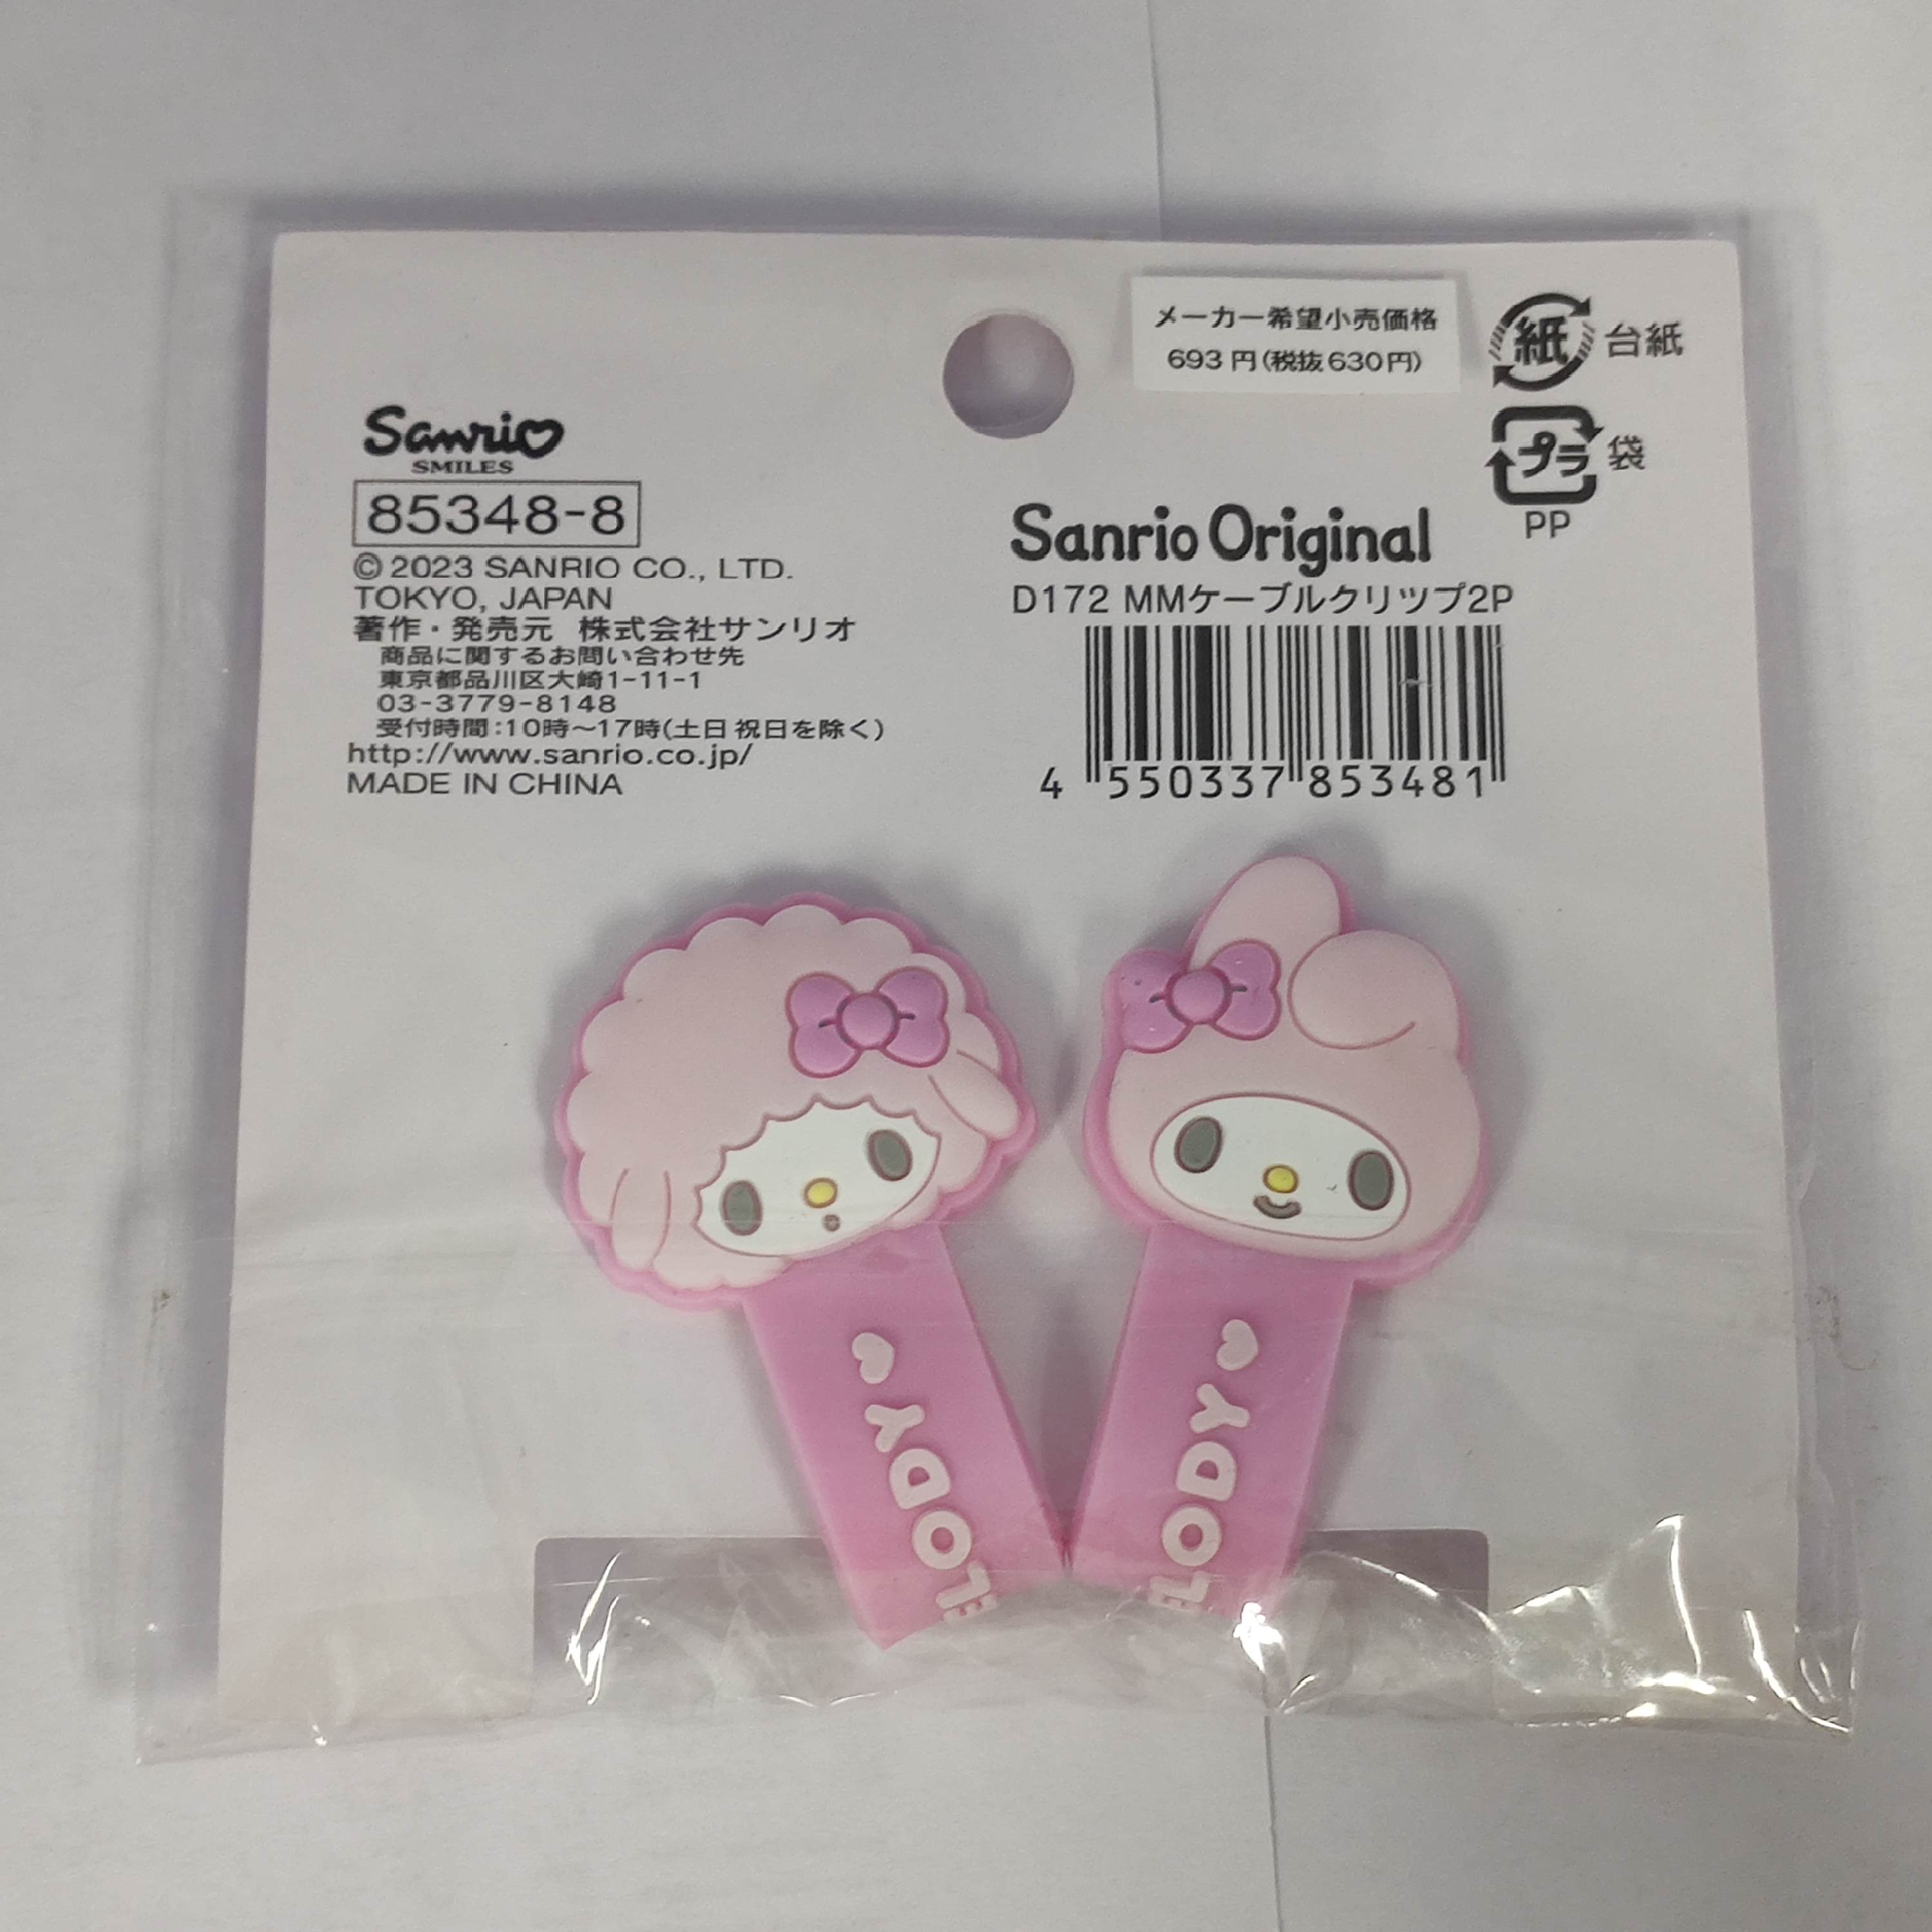 メーカー希望小売価格
693円(税抜630円)
紙 台紙
プラ 袋
PP
Sanrio
SMILES
85348-8
© 2023 SANRIO CO., LTD.
TOKYO, JAPAN
著作・発売元 株式会社サンリオ
商品に関するお問い合わせ先
東京都品川区大崎1-11-1
03-3779-8148
受付時間:10時～17時(土日祝日を除く)
http://www.sanrio.co.jp/
MADE IN CHINA
Sanrio Original
D172 MMケーブルクリップ2P
4 550337 853481
ELODY
ELODY